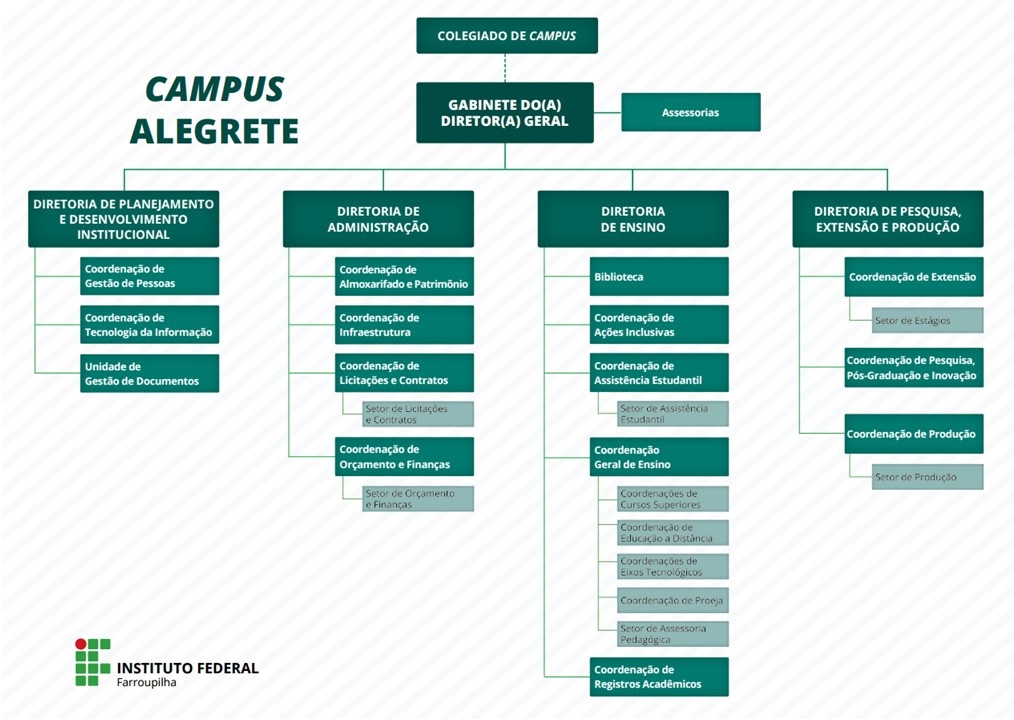 COLEGIADO DE CAMPUS
CAMPUS
ALEGRETE
GABINETE DO(A)
DIRETOR(A) GERAL
Assessorias
DIRETORIA DE PLANEJAMENTO
E DESENVOLVIMENTO
INSTITUCIONAL
Coordenação de
Gestão de Pessoas
Coordenação de
Tecnologia da Informação
Unidade de
Gestão de Documentos
DIRETORIA DE
ADMINISTRAÇÃO
Coordenação de
Almoxarifado e Patrimônio
Coordenação de
Infraestrutura
Coordenação de
Licitações e Contratos
Setor de Licitações
e Contratos
Coordenação de
Orçamento e Finanças
Setor de Orçamento
e Finanças
DIRETORIA
DE ENSINO
Biblioteca
Coordenação de
Ações Inclusivas
Coordenação de
Assistência Estudantil
Setor de Assistência
Estudantil
Coordenação
Geral de Ensino
Coordenações de
Cursos Superiores
Coordenação de
Educação a Distância
Coordenações de
Eixos Tecnológicos
Coordenação de Proeja
Setor de Assessoria
Pedagógica
Coordenação de
Registros Acadêmicos
DIRETORIA DE PESQUISA,
EXTENSÃO E PRODUÇÃO
Coordenação de Extensão
Setor de Estágios
Coordenação de Pesquisa,
Pós-Graduação e Inovação
Coordenação de Produção
Setor de Produção
INSTITUTO FEDERAL
Farroupilha